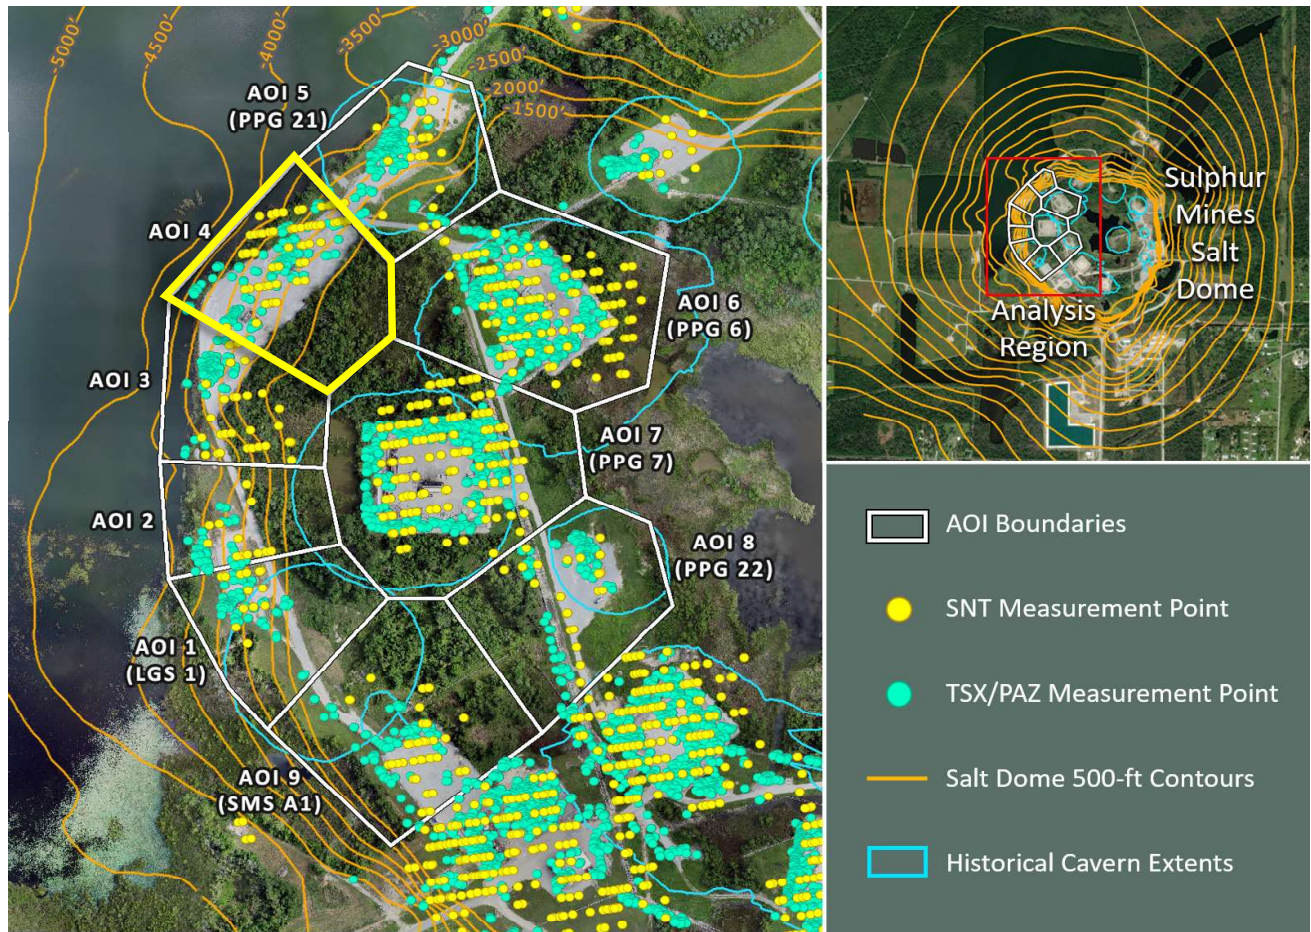 -5000'
-4500'
-4000'
-3500'
-3000'
-2500'
-2000'
-1500'
AOI 5
(PPG 21)
AOI 4
AOI 3
AOI 2
AOI 1
(LGS 1)
AOI 9
(SMS A1)
AOI 6
(PPG 6)
AOI 7
(PPG 7)
AOI 8
(PPG 22)
Sulphur
Mines
Salt
Dome
Analysis
Region
AOI Boundaries
SNT Measurement Point
TSX/PAZ Measurement Point
Salt Dome 500-ft Contours
Historical Cavern Extents